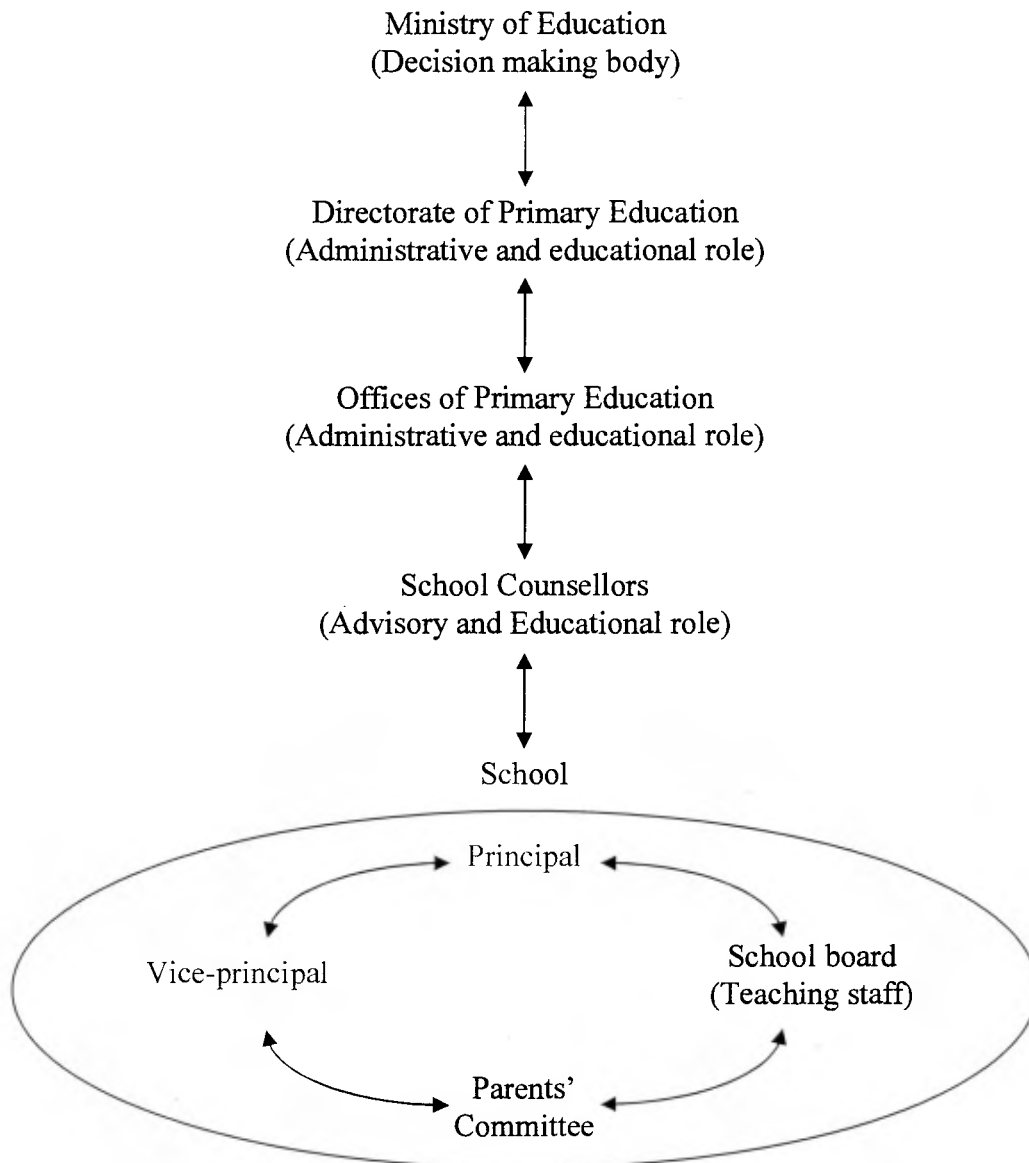 Ministry of Education
(Decision making body)
Directorate of Primary Education
(Administrative and educational role)
Offices of Primary Education
(Administrative and educational role)
School Counsellors
(Advisory and Educational role)
School
Principal
Vice-principal
School board
(Teaching staff)
Parents'
Committee